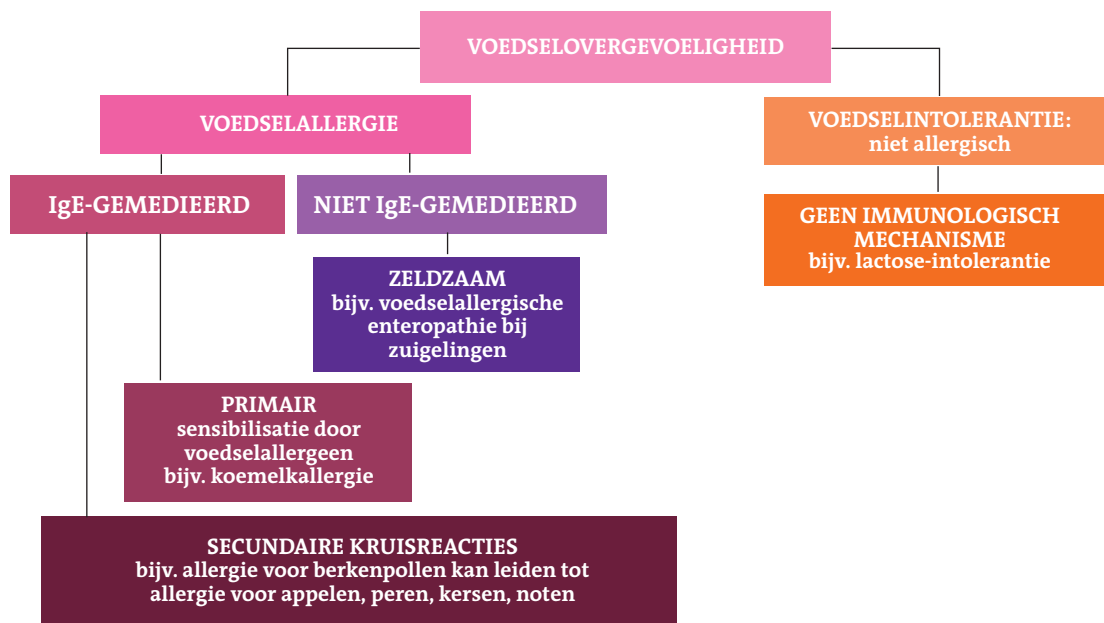 VOEDSELOVERGEVOELIGHEID
VOEDSELALLERGIE
VOEDSELINTOLERANTIE:
niet allergisch
IgE-GEMEDIEERD
NIET IgE-GEMEDIEERD
GEEN IMMUNOLOGISCH
MECHANISME
bijv. lactose-intolerantie
ZELDZAAM
bijv. voedselallergische
enteropathie bij
zuigelingen
PRIMAIR
sensibilisatie door
voedselallergeen
bijv. koemelkallergie
SECUNDAIRE KRUISREACTIES
bijv. allergie voor berkenpollen kan leiden tot
allergie voor appelen, peren, kersen, noten